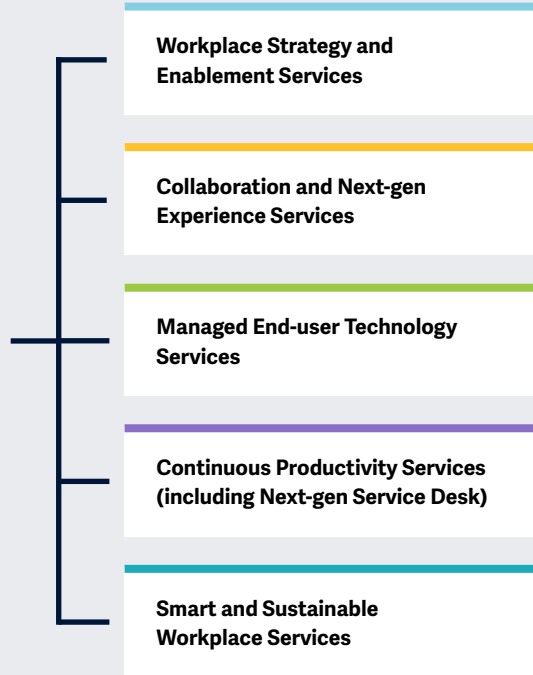 Workplace Strategy and
Enablement Services
Collaboration and Next-gen
Experience Services
Managed End-user Technology
Services
Continuous Productivity Services
(including Next-gen Service Desk)
Smart and Sustainable
Workplace Services